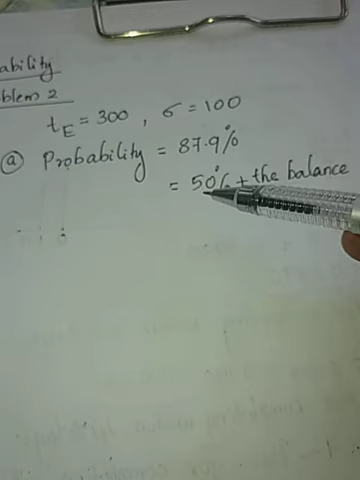 ability
blem 2
tE = 300 , σ = 100
ⓐ Probability = 87.9%
= 50% + the balance